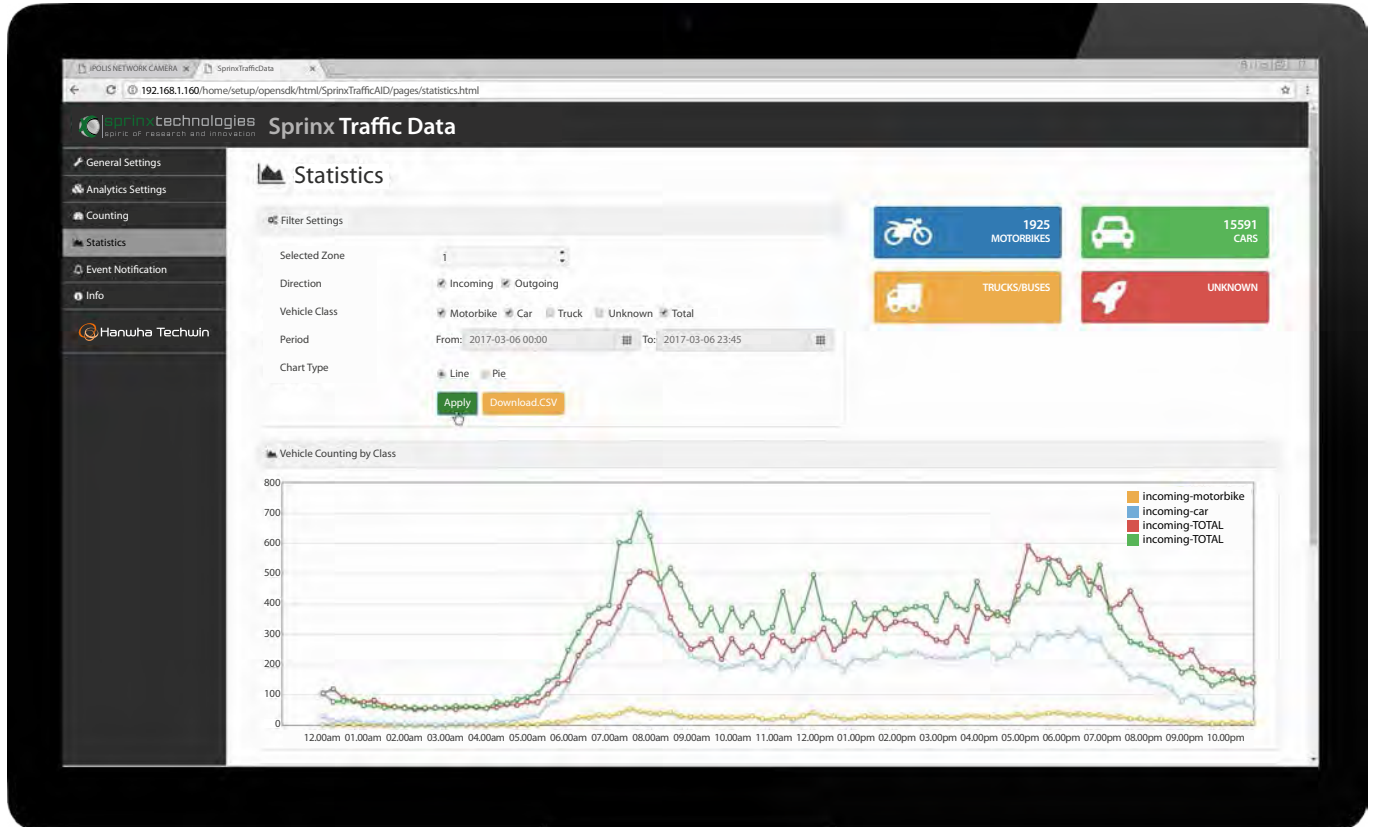 iPOLIS NETWORK CAMERA
SprinxTrafficData
192.168.1.160/home/setup/opensdk/html/SprinxTrafficAID/pages/statistics.html
sprinxtechnologies
spirit of research and innovation
Sprinx Traffic Data
General Settings
Analytics Settings
Counting
Statistics
Event Notification
Info
Hanwha Techwin
Statistics
Filter Settings
Selected Zone 1
Direction Incoming Outgoing
Vehicle Class Motorbike Car Truck Unknown Total
Period From: 2017-03-06 00:00 To: 2017-03-06 23:45
Chart Type Line Pie
Apply Download.CSV
1925
MOTORBIKES
15591
CARS
TRUCKS/BUSES
UNKNOWN
Vehicle Counting by Class
800
700
600
500
400
300
200
100
0
incoming-motorbike
incoming-car
incoming-TOTAL
incoming-TOTAL
12.00am 01.00am 02.00am 03.00am 04.00am 05.00am 06.00am 07.00am 08.00am 09.00am 10.00am 11.00am 12.00pm 01.00pm 02.00pm 03.00pm 04.00pm 05.00pm 06.00pm 07.00pm 08.00pm 09.00pm 10.00pm